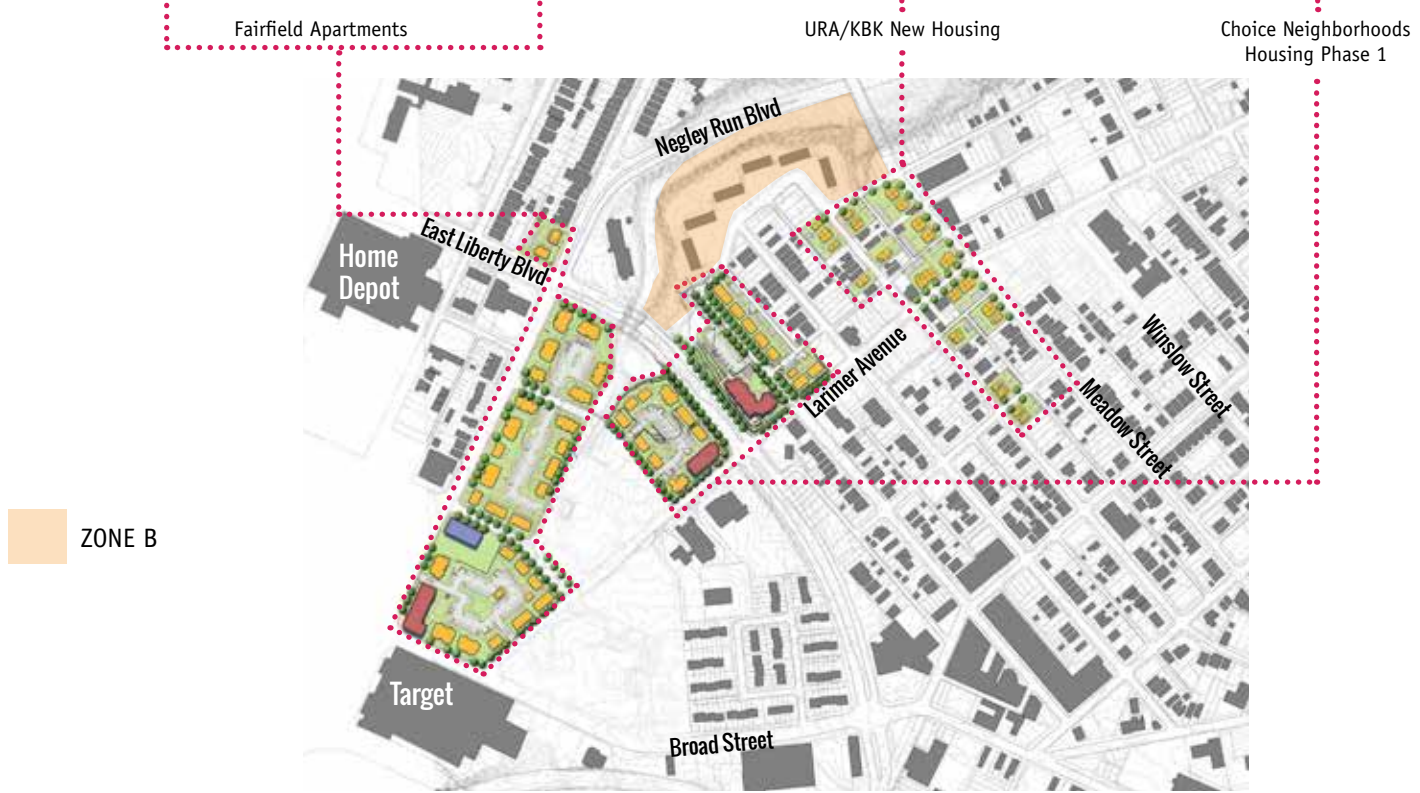 Fairfield Apartments
URA/KBK New Housing
Choice Neighborhoods
Housing Phase 1
Negley Run Blvd
East Liberty Blvd
Home
Depot
Larimer Avenue
Winslow Street
Meadow Street
ZONE B
Target
Broad Street